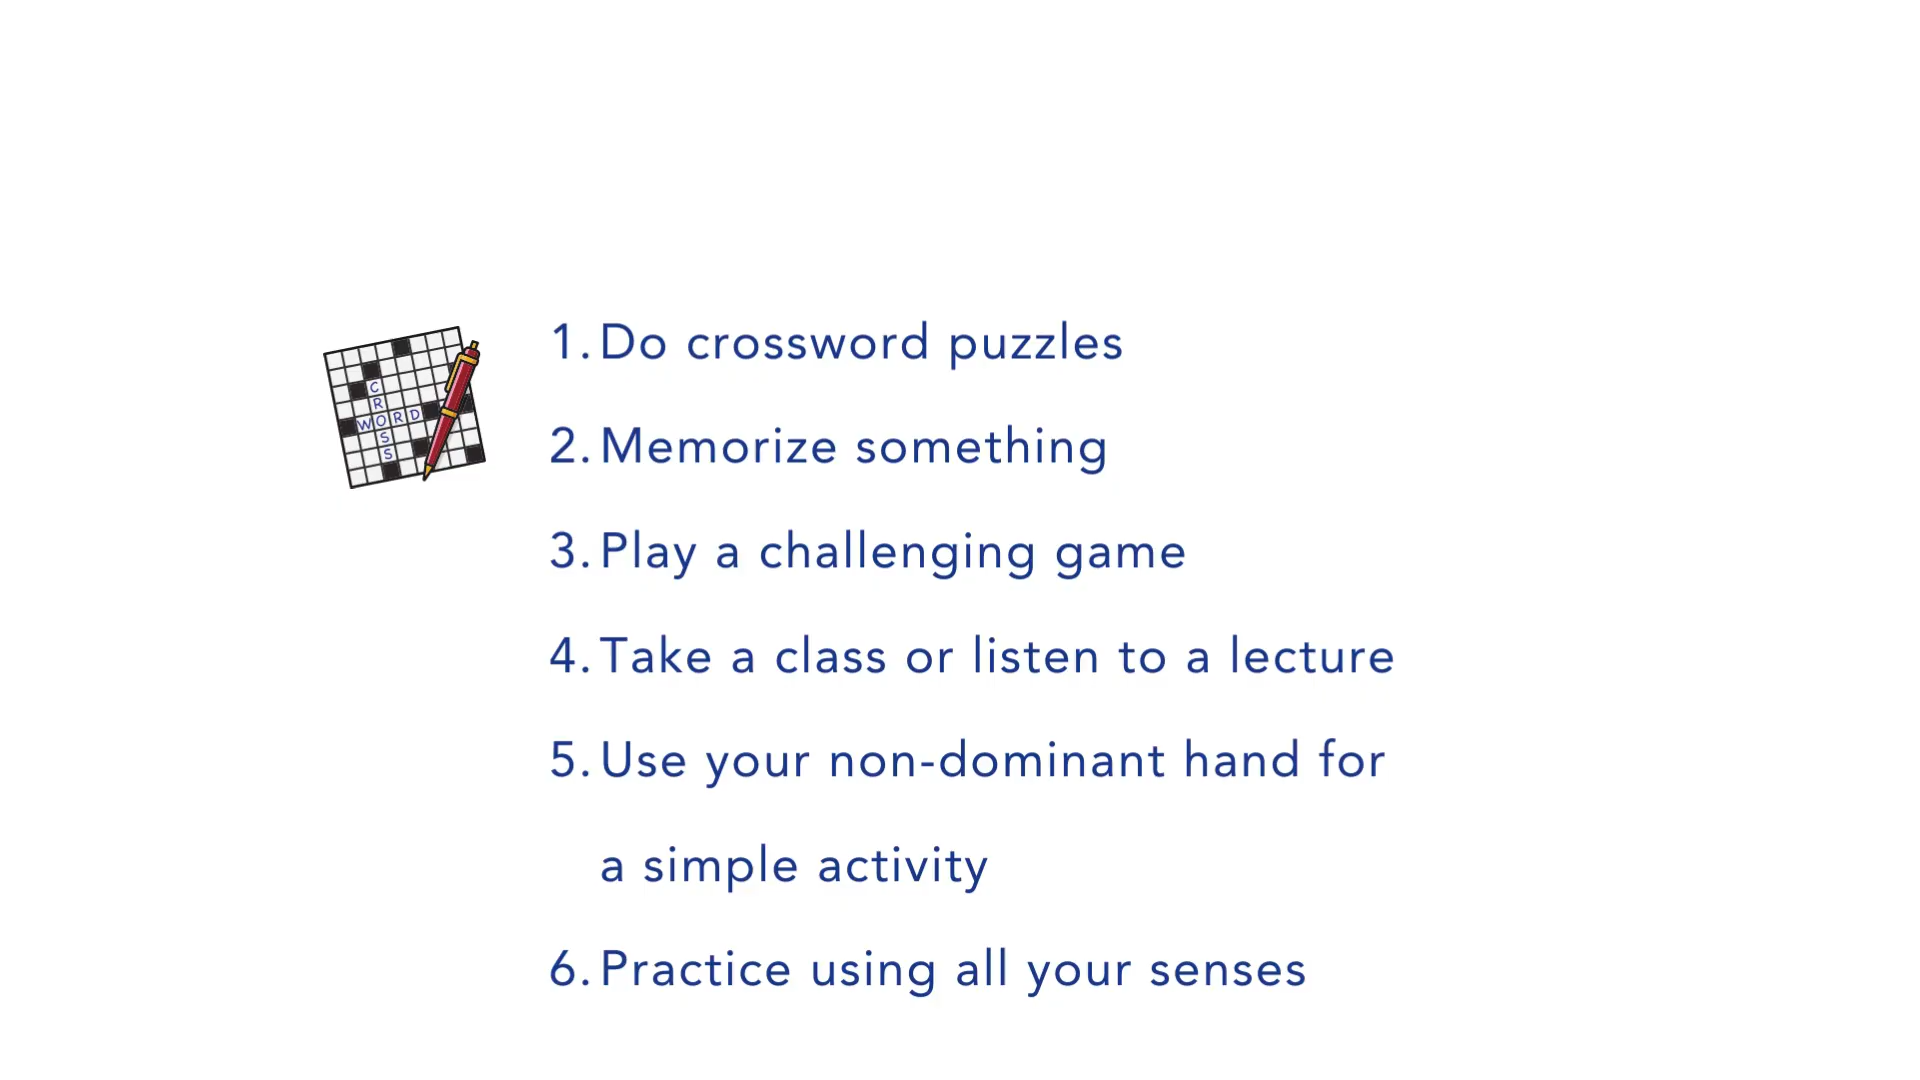 CROSS
WORD
1. Do crossword puzzles
2. Memorize something
3. Play a challenging game
4. Take a class or listen to a lecture
5. Use your non-dominant hand for
a simple activity
6. Practice using all your senses